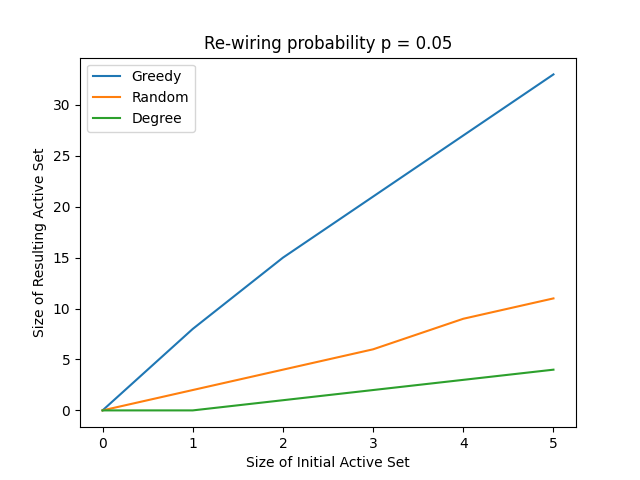 Re-wiring probability p = 0.05
Greedy
Random
Degree
Size of Resulting Active Set
30
25
20
15
10
5
0
0 1 2 3 4 5
Size of Initial Active Set